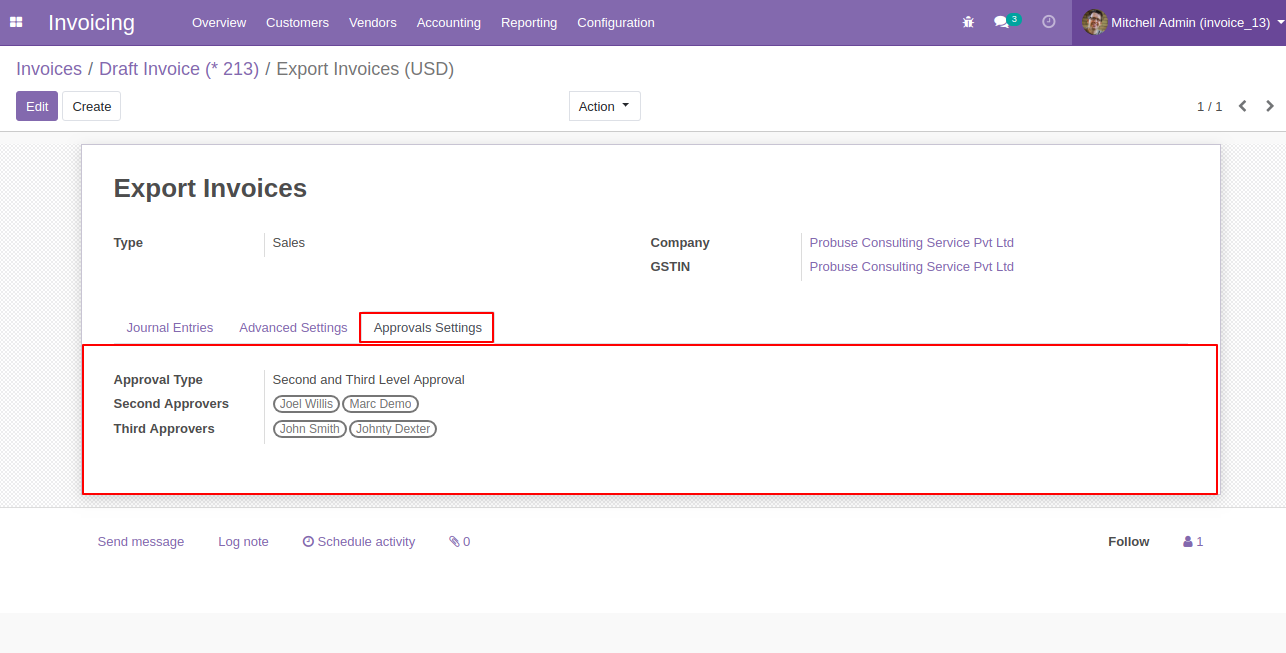 Invoicing Overview Customers Vendors Accounting Reporting Configuration 3 Mitchell Admin (invoice_13)
Invoices / Draft Invoice (* 213) / Export Invoices (USD)
Edit Create Action 1 / 1
Export Invoices
Type Sales Company Probuse Consulting Service Pvt Ltd
GSTIN Probuse Consulting Service Pvt Ltd
Journal Entries Advanced Settings Approvals Settings
Approval Type Second and Third Level Approval
Second Approvers Joel Willis Marc Demo
Third Approvers John Smith Johnty Dexter
Send message Log note Schedule activity 0 Follow 1